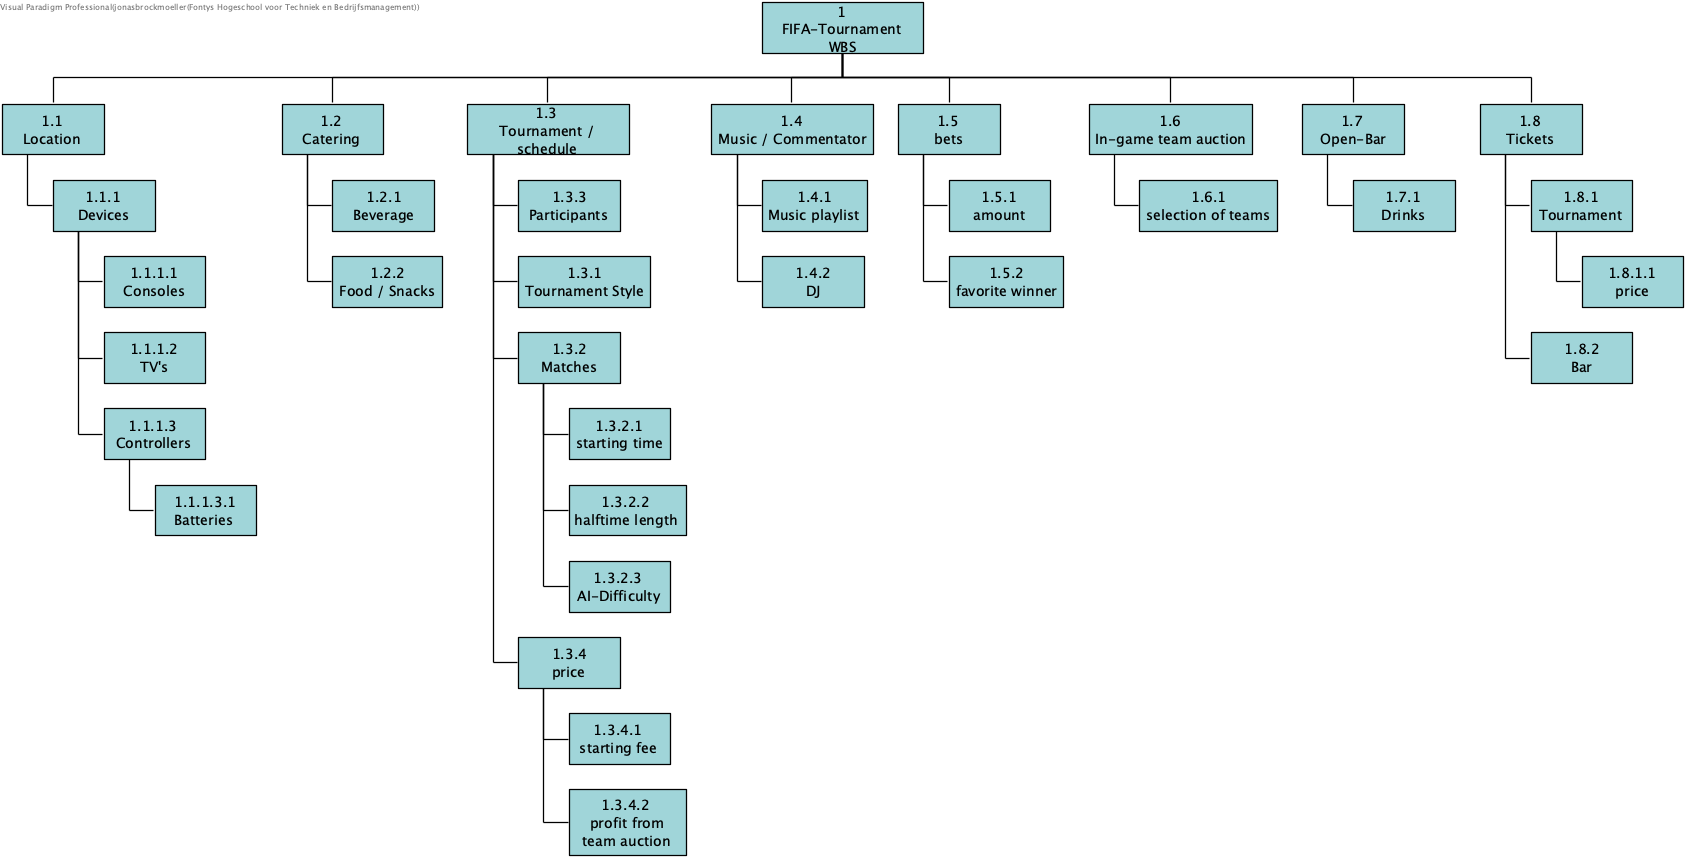 Visual Paradigm Professional(jonasbrockmoeller(Fontys Hogeschool voor Techniek en Bedrijfsmanagement))
1
FIFA-Tournament
WBS
1.1
Location
1.1.1
Devices
1.1.1.1
Consoles
1.1.1.2
TV's
1.1.1.3
Controllers
1.1.1.3.1
Batteries
1.2
Catering
1.2.1
Beverage
1.2.2
Food / Snacks
1.3
Tournament /
schedule
1.3.3
Participants
1.3.1
Tournament Style
1.3.2
Matches
1.3.2.1
starting time
1.3.2.2
halftime length
1.3.2.3
AI-Difficulty
1.3.4
price
1.3.4.1
starting fee
1.3.4.2
profit from
team auction
1.4
Music / Commentator
1.4.1
Music playlist
1.4.2
DJ
1.5
bets
1.5.1
amount
1.5.2
favorite winner
1.6
In-game team auction
1.6.1
selection of teams
1.7
Open-Bar
1.7.1
Drinks
1.8
Tickets
1.8.1
Tournament
1.8.1.1
price
1.8.2
Bar